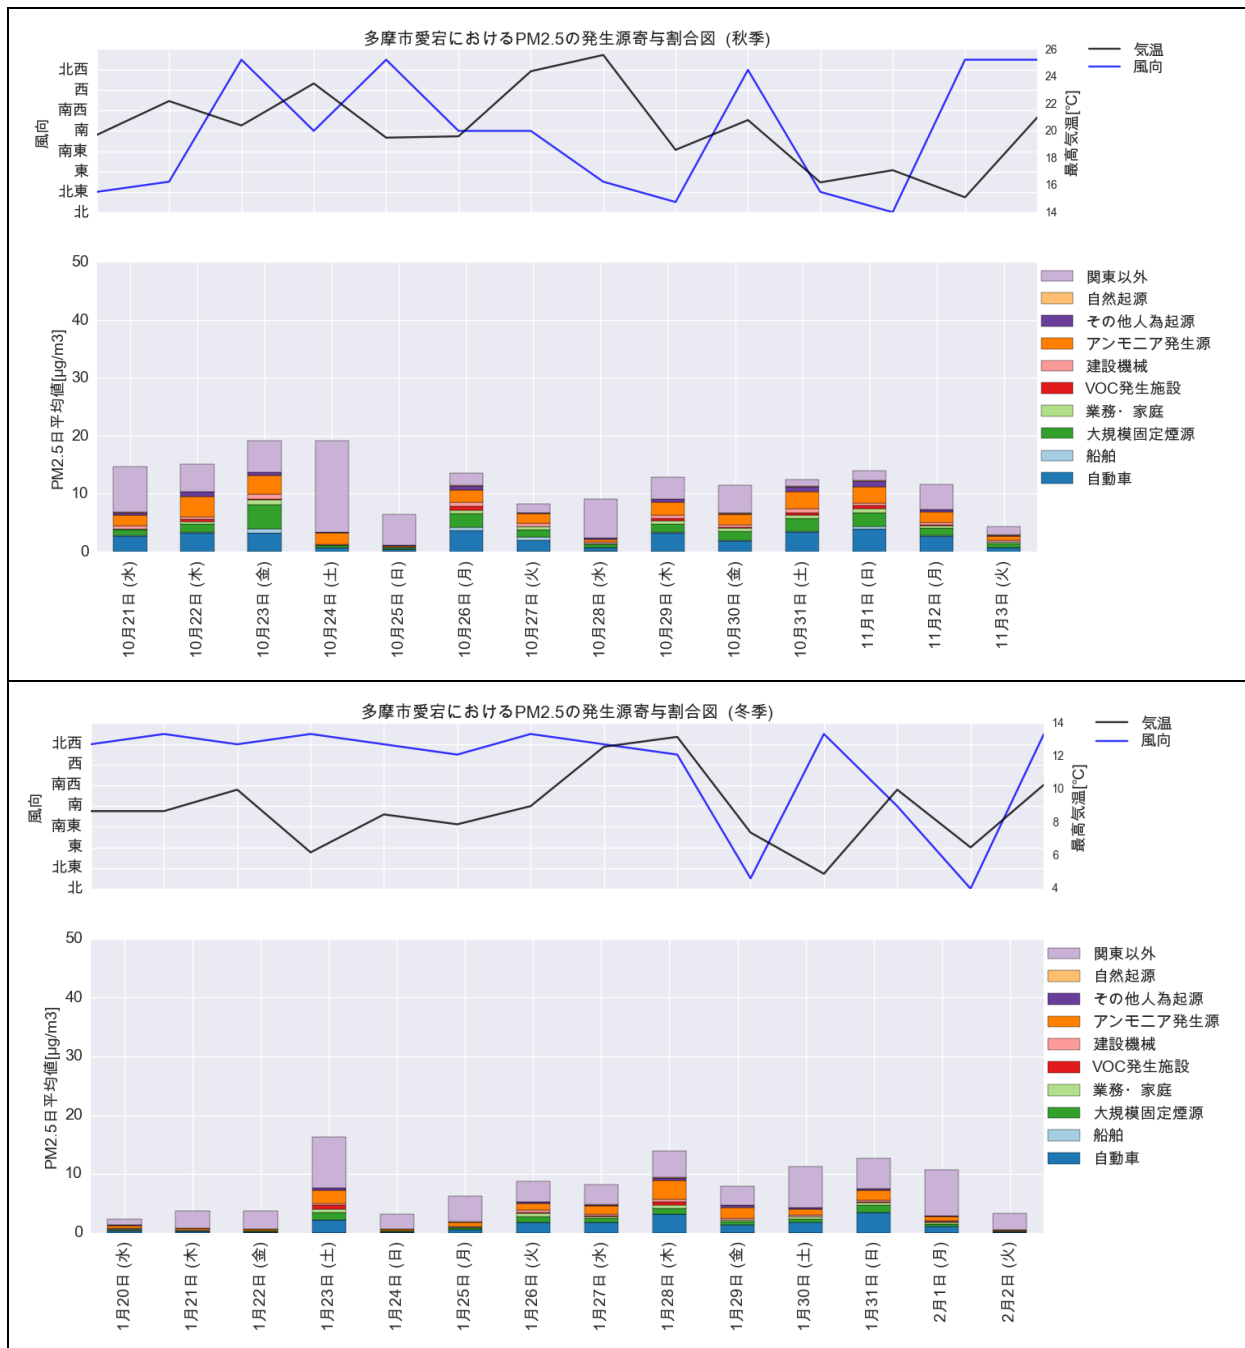 多摩市愛宕におけるPM2.5の発生源寄与割合図 (秋季)
風向
北西
西
南西
南
南東
東
北東
北
26
24
22
20
18
16
14
最高気温[℃]
気温
風向
PM2.5日平均値[μg/m3]
50
40
30
20
10
0
関東以外
自然起源
その他人為起源
アンモニア発生源
建設機械
VOC発生施設
業務・家庭
大規模固定煙源
船舶
自動車
10月21日 (水)
10月22日 (木)
10月23日 (金)
10月24日 (土)
10月25日 (日)
10月26日 (月)
10月27日 (火)
10月28日 (水)
10月29日 (木)
10月30日 (金)
10月31日 (土)
11月1日 (日)
11月2日 (月)
11月3日 (火)
多摩市愛宕におけるPM2.5の発生源寄与割合図 (冬季)
風向
北西
西
南西
南
南東
東
北東
北
14
12
10
8
6
4
最高気温[℃]
気温
風向
PM2.5日平均値[μg/m3]
50
40
30
20
10
0
関東以外
自然起源
その他人為起源
アンモニア発生源
建設機械
VOC発生施設
業務・家庭
大規模固定煙源
船舶
自動車
1月20日 (水)
1月21日 (木)
1月22日 (金)
1月23日 (土)
1月24日 (日)
1月25日 (月)
1月26日 (火)
1月27日 (水)
1月28日 (木)
1月29日 (金)
1月30日 (土)
1月31日 (日)
2月1日 (月)
2月2日 (火)